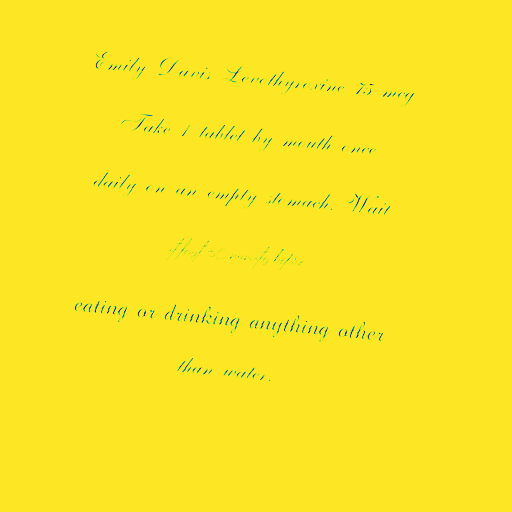 Emily Davis Levothyroxine 75 mcg
Take 1 tablet by mouth once
daily on an empty stomach. Wait
before
eating or drinking anything other
than water.